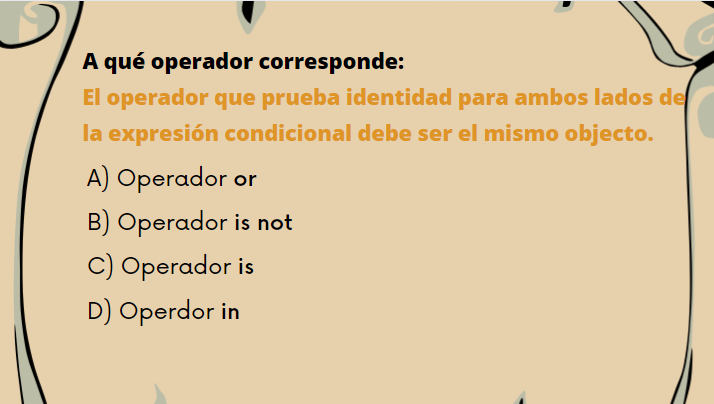 A qué operador corresponde:
El operador que prueba identidad para ambos lados de
la expresión condicional debe ser el mismo objecto.
A) Operador or
B) Operador is not
C) Operador is
D) Operdor in